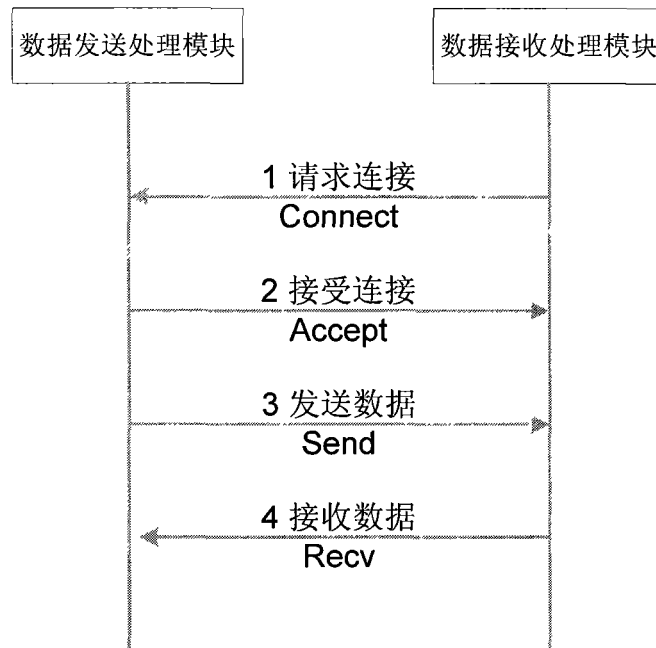 数据发送处理模块
数据接收处理模块
1 请求连接
Connect
2 接受连接
Accept
3 发送数据
Send
4 接收数据
Recv